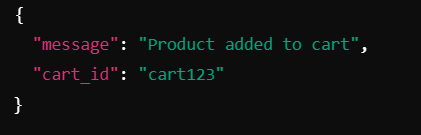 {
"message": "Product added to cart",
"cart_id": "cart123"
}